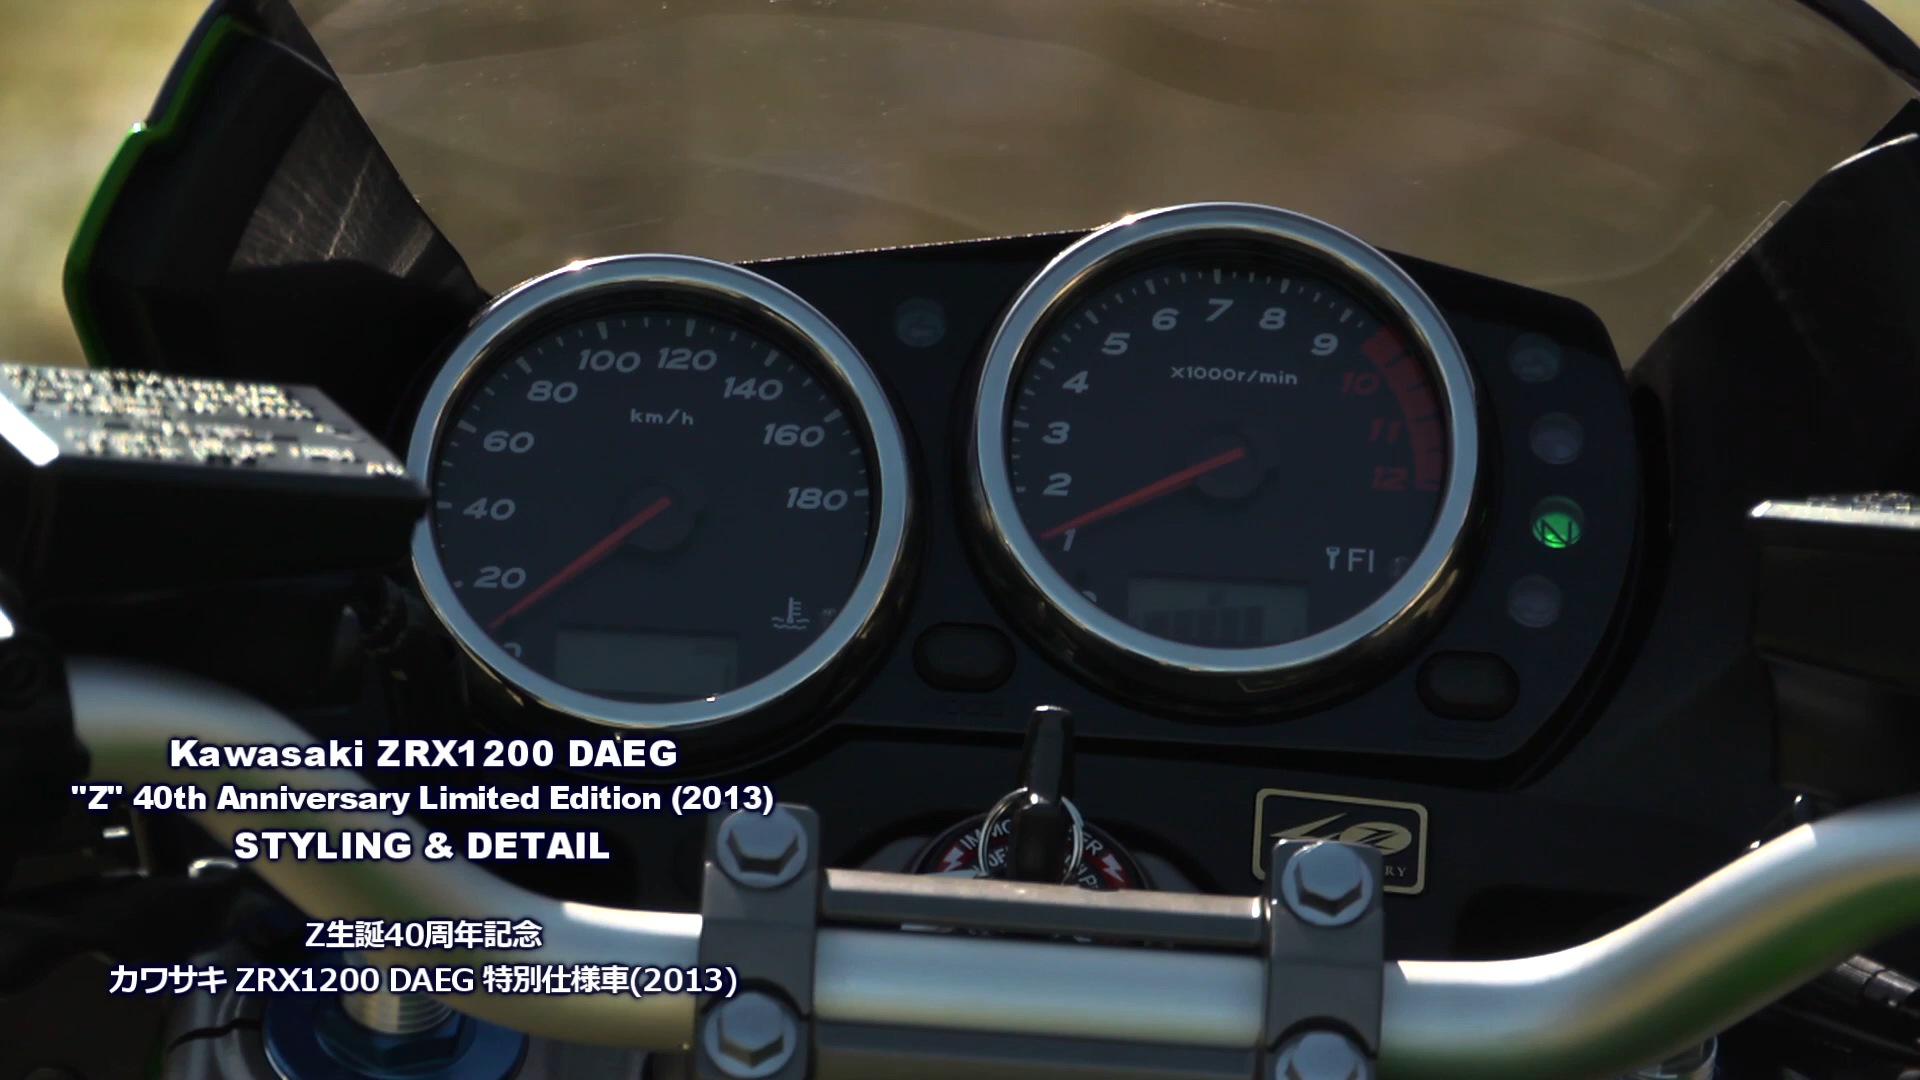 100 120
80 140
km/h
60 160
40 180
20
7
6 8
5 9
x1000r/min
4 10
3 11
2 12
1
FI
N
Kawasaki ZRX1200 DAEG
"Z" 40th Anniversary Limited Edition (2013)
STYLING & DETAIL
Z生誕40周年記念
カワサキ ZRX1200 DAEG 特別仕様車(2013)